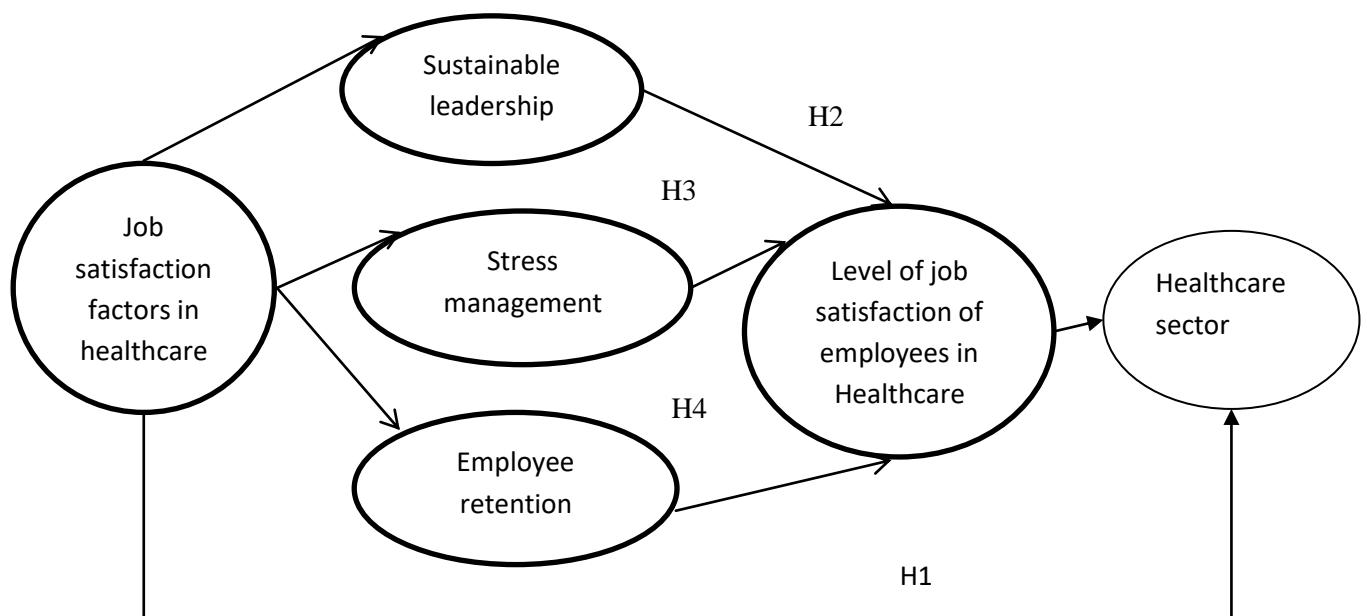 Sustainable
leadership
H2
H3
Job
satisfaction
factors in
healthcare
Stress
management
Level of job
satisfaction of
employees in
Healthcare
Healthcare
sector
H4
Employee
retention
H1